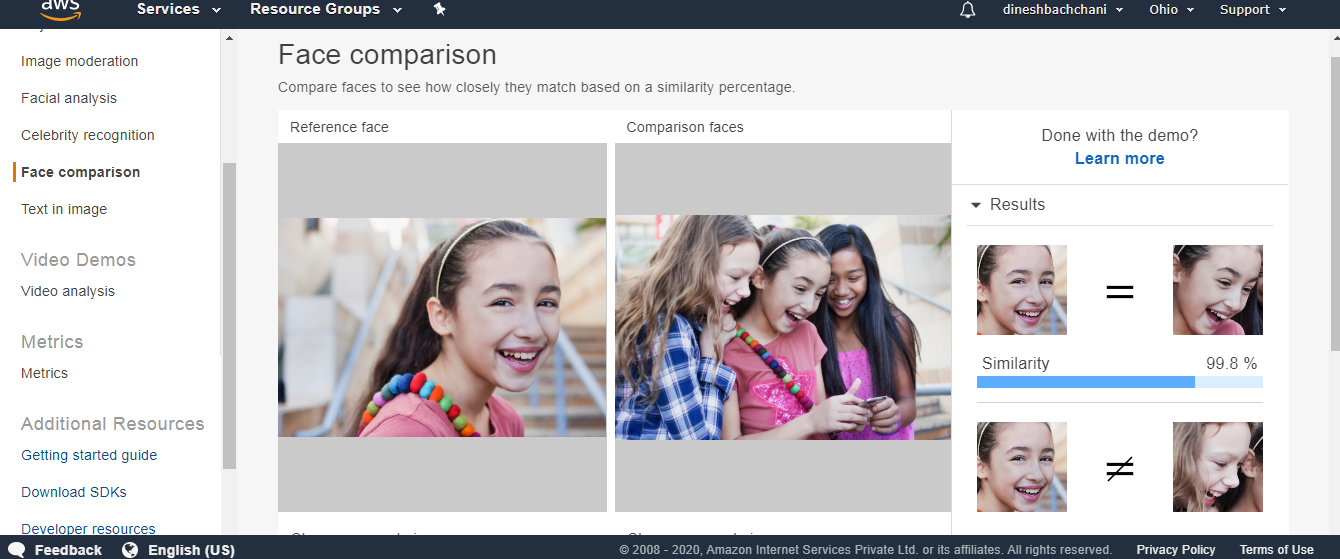 aws
Services
Resource Groups
dineshbachchani
Ohio
Support
Image moderation
Facial analysis
Celebrity recognition
Face comparison
Text in image
Video Demos
Video analysis
Metrics
Metrics
Additional Resources
Getting started guide
Download SDKs
Developer resources
Face comparison
Compare faces to see how closely they match based on a similarity percentage.
Reference face
Comparison faces
Done with the demo?
Learn more
Results
=
Similarity
99.8 %
≠
Feedback
English (US)
© 2008 - 2020, Amazon Internet Services Private Ltd. or its affiliates. All rights reserved.
Privacy Policy
Terms of Use